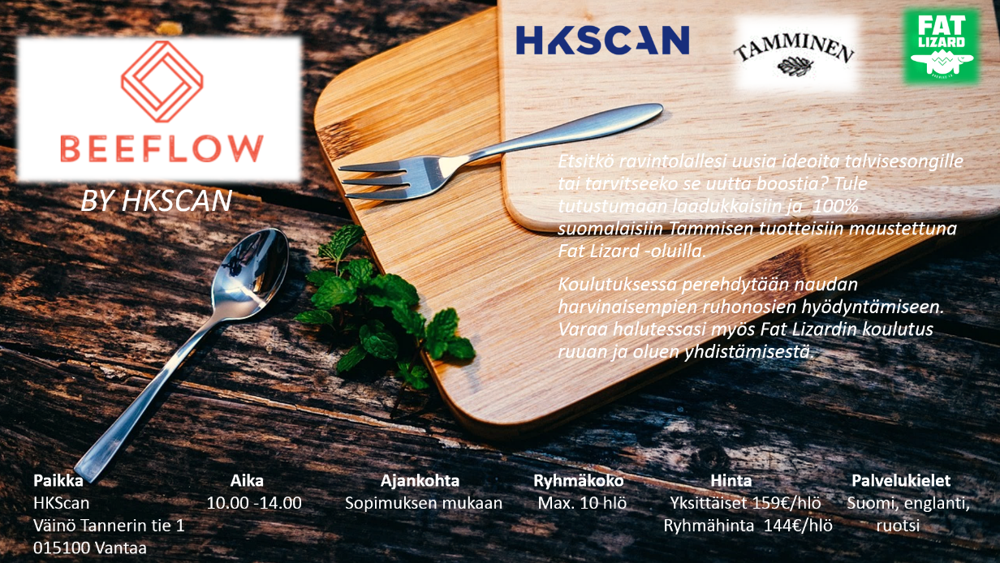 HKSCAN
TAMMINEN
FAT
LIZARD
BEEFLOW
BY HKSCAN
Etsitkö ravintolallesi uusia ideoita talvisesongille
tai tarvitseeko se uutta boostia? Tule
tutustumaan laadukkaisiin ja 100%
suomalaisiin Tammisen tuotteisiin maustettuna
Fat Lizard -oluilla.
Koulutuksessa perehdytään naudan
harvinaisempien ruhonosien hyödyntämiseen.
Varaa halutessasi myös Fat Lizardin koulutus
ruuan ja oluen yhdistämisestä.
Paikka
HKScan
Väinö Tannerin tie 1
015100 Vantaa
Aika
10.00 -14.00
Ajankohta
Sopimuksen mukaan
Ryhmäkoko
Max. 10 hlö
Hinta
Yksittäiset 159€/hlö
Ryhmähinta 144€/hlö
Palvelukielet
Suomi, englanti,
ruotsi